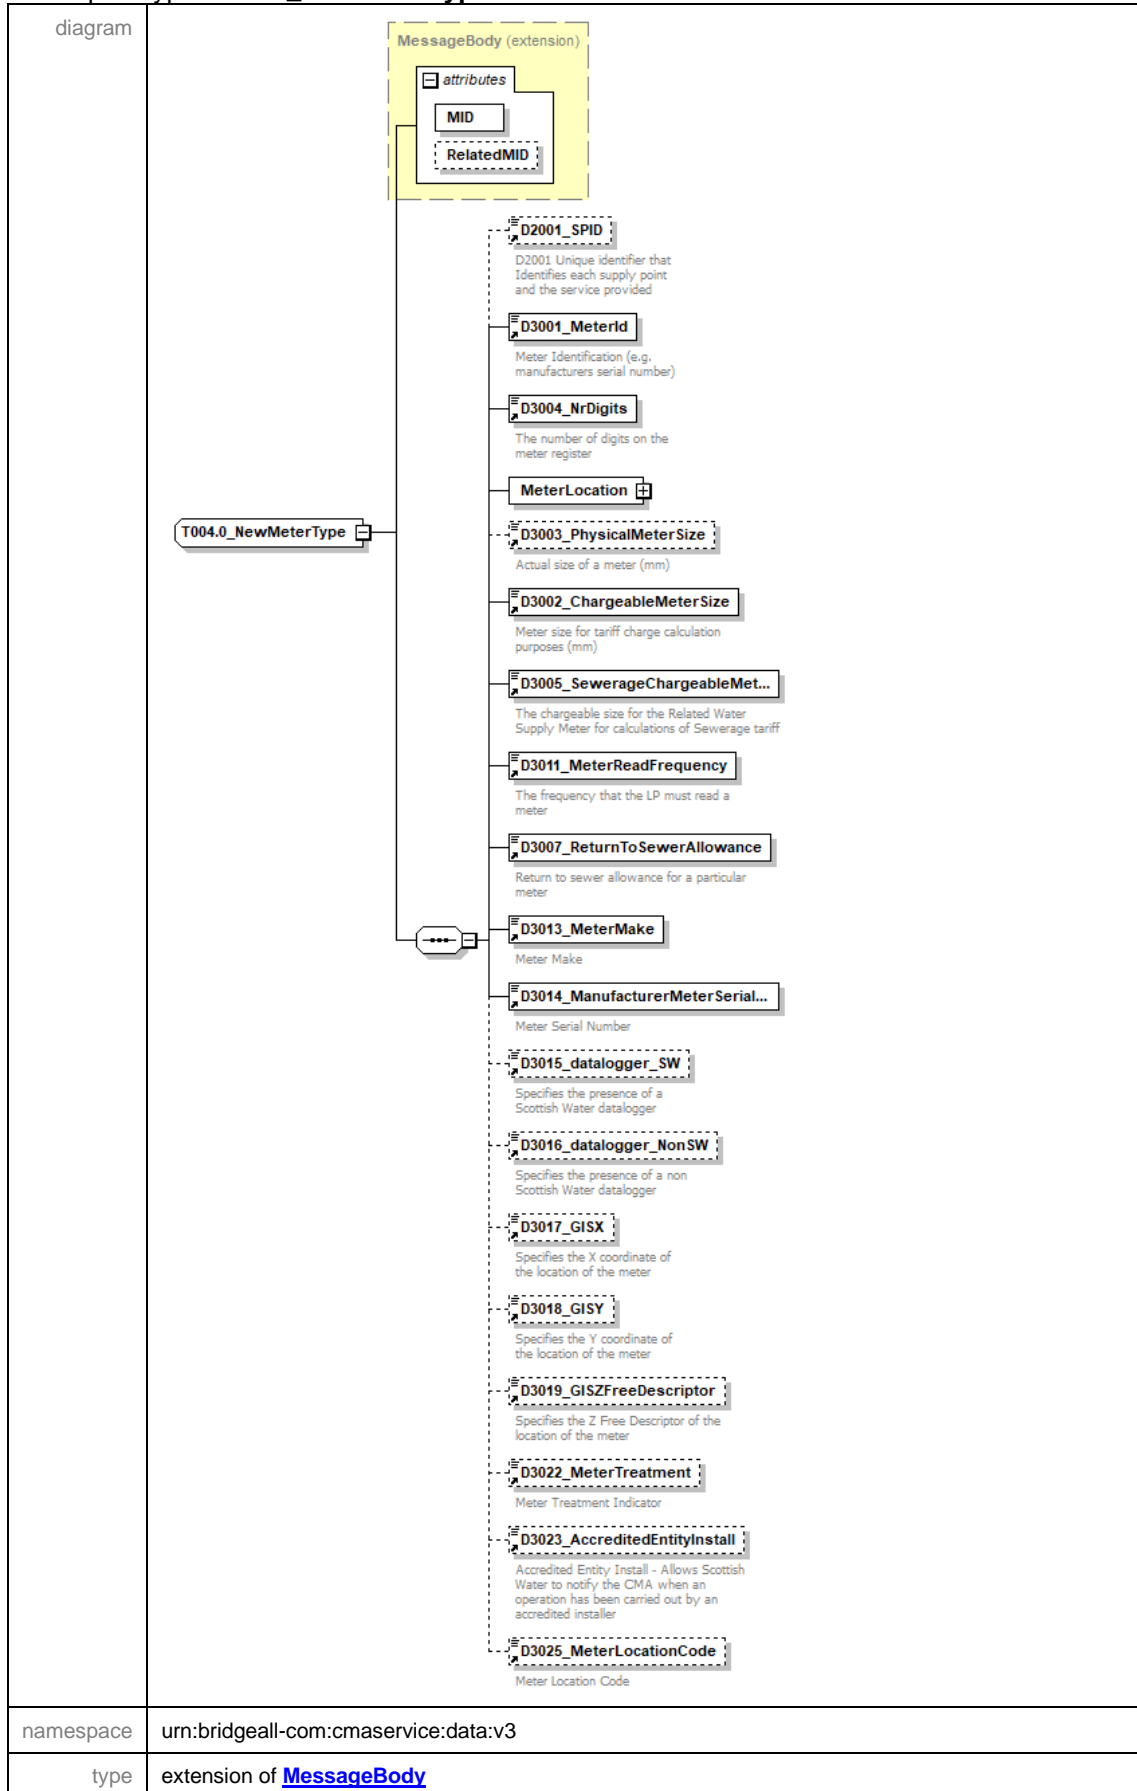 diagram
MessageBody (extension)
attributes
MID
RelatedMID
D2001_SPID
D2001 Unique identifier that
Identifies each supply point
and the service provided
D3001_MeterId
Meter Identification (e.g.
manufacturers serial number)
D3004_NrDigits
The number of digits on the
meter register
MeterLocation
T004.0_NewMeterType
D3003_PhysicalMeterSize
Actual size of a meter (mm)
D3002_ChargeableMeterSize
Meter size for tariff charge calculation
purposes (mm)
D3005_SewerageChargeableMet...
The chargeable size for the Related Water
Supply Meter for calculations of Sewerage tariff
D3011_MeterReadFrequency
The frequency that the LP must read a
meter
D3007_ReturnToSewerAllowance
Return to sewer allowance for a particular
meter
D3013_MeterMake
Meter Make
D3014_ManufacturerMeterSerial...
Meter Serial Number
D3015_datalogger_SW
Specifies the presence of a
Scottish Water datalogger
D3016_datalogger_NonSW
Specifies the presence of a non
Scottish Water datalogger
D3017_GISX
Specifies the X coordinate of
the location of the meter
D3018_GISY
Specifies the Y coordinate of
the location of the meter
D3019_GISZFreeDescriptor
Specifies the Z Free Descriptor of the
location of the meter
D3022_MeterTreatment
Meter Treatment Indicator
D3023_AccreditedEntityInstall
Accredited Entity Install - Allows Scottish
Water to notify the CMA when an
operation has been carried out by an
accredited installer
D3025_MeterLocationCode
Meter Location Code
namespace urn:bridgeall-com:cmaservice:data:v3
type extension of MessageBody